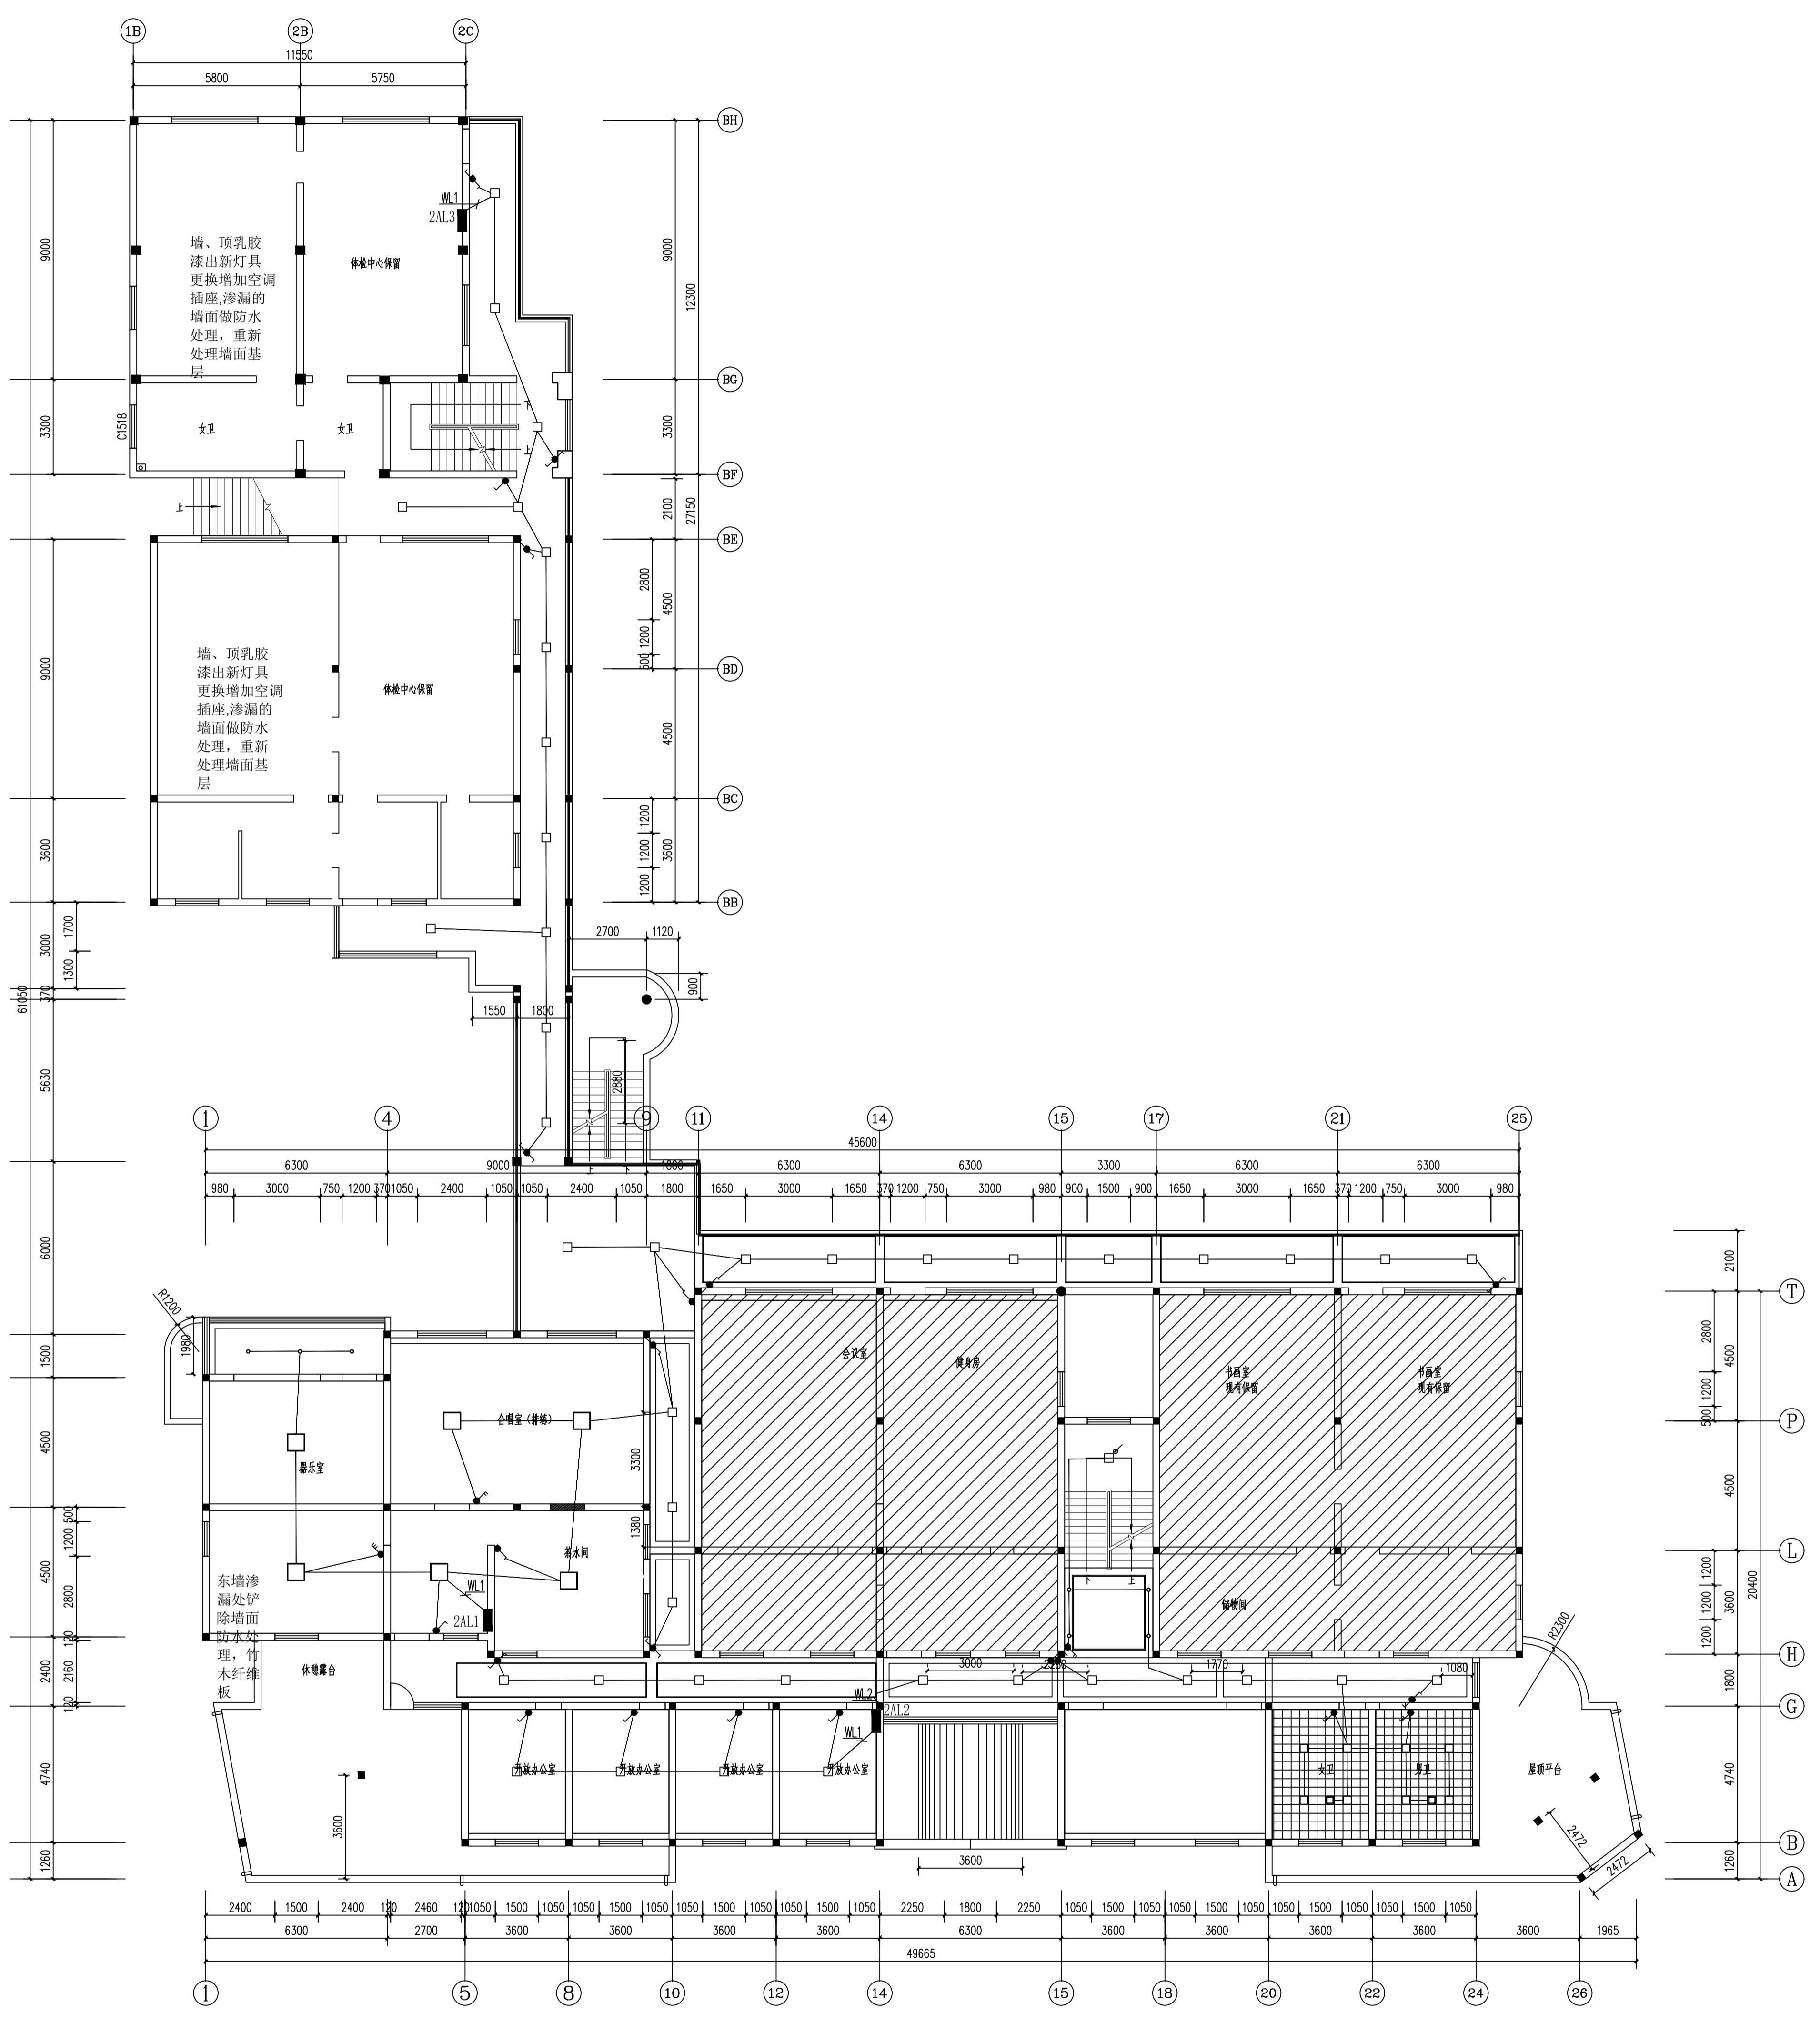 1B 2B 2C
11550
5800 5750
BH
WL1
2AL3
墙、顶乳胶
漆出新灯具
更换增加空调
插座,渗漏的
墙面做防水
处理，重新
处理墙面基
层
体检中心保留
9000
9000
12300
BG
下
C1518
女卫
女卫
3300
3300
上
BF
上
2100
27150
BE
2800
4500
1200
500
BD
墙、顶乳胶
漆出新灯具
更换增加空调
插座,渗漏的
墙面做防水
处理，重新
处理墙面基
层
体检中心保留
9000
4500
BC
3600
1200
1200
3600
1200
BB
1700
3000
1300
2700 1120
900
370
61050
1550 1800
5630
2880
1 4 9 11 14 15 17 21 25
45600
上 下
6300 9000 1800 6300 6300 3300 6300 6300
980 3000 750 1200 370 1050 2400 1050 1050 2400 1050 1800 1650 3000 1650 370 1200 750 3000 980 900 1500 900 1650 3000 1650 370 1200 750 3000 980
6000
2100
T
R1200
1980
1500
2800
4500
会议室
健身房
书画室
现有保留
书画室
现有保留
1200
500
P
合唱室（排练）
4500
器乐室
3300
4500
500
1380
1200
4500
茶水间
L
东墙渗
漏处铲
除墙面
防水处
理，竹
木纤维
板
WL1
2AL1
下 上
储物间
1200
1200
3600
20400
1200
2800
120
R2300
H
休憩露台
2400
2160
3000
2200
1770
1080
1800
120
WL2
2AL2
G
WL1
开放办公室 开放办公室 开放办公室 开放办公室
女卫 男卫
屋顶平台
4740
4740
3600
2472
B
1260
3600
2472
1260
A
2400 1500 2400 120 2460 120 1050 1500 1050 1050 1500 1050 1050 1500 1050 1050 1500 1050 2250 1800 2250 1050 1500 1050 1050 1500 1050 1050 1500 1050 1050 1500 1050
6300 2700 3600 3600 3600 3600 6300 3600 3600 3600 3600 3600 1965
49665
1 5 8 10 12 14 15 18 20 22 24 26